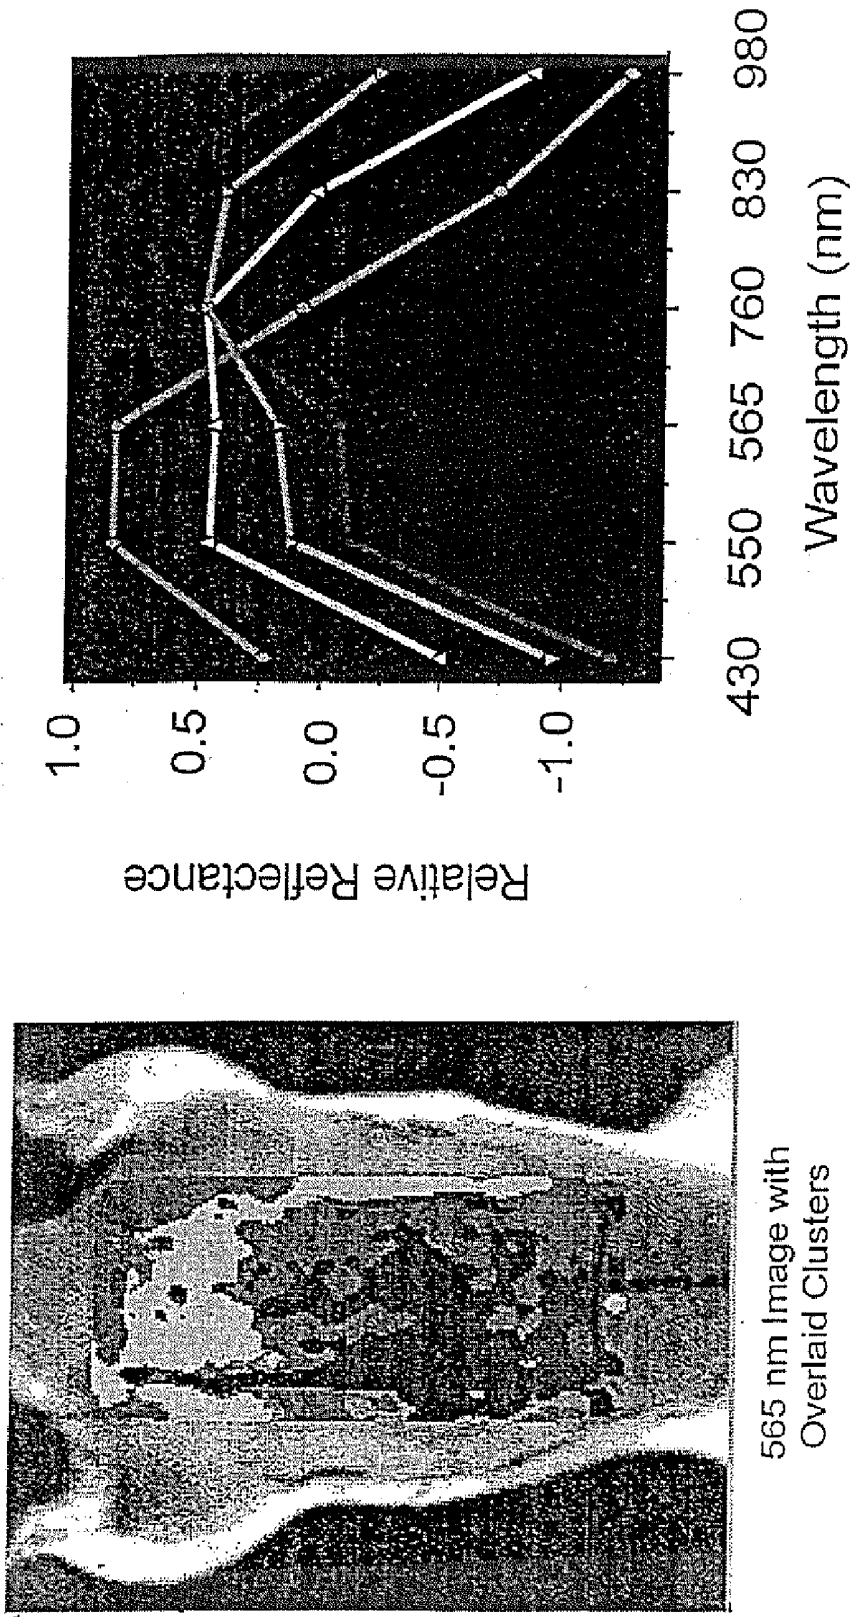 565 nm Image with
Overlaid Clusters
Relative Reflectance
1.0
0.5
0.0
-0.5
-1.0
430 550 565 760 830 980
Wavelength (nm)